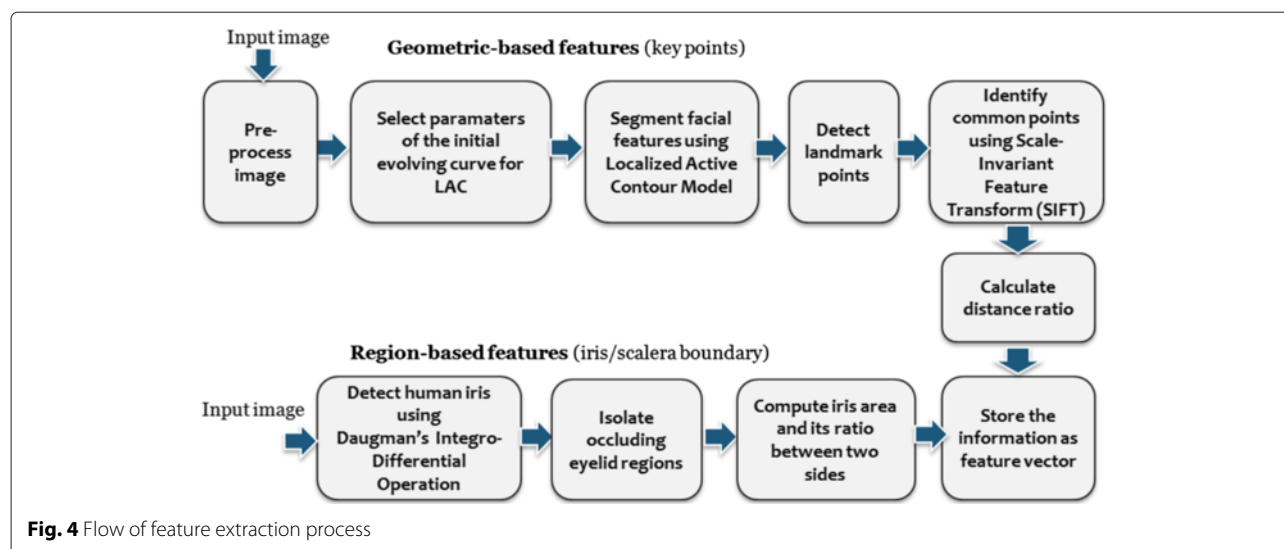 Input image
Geometric-based features (key points)
Pre-
process
image
Select paramaters
of the initial
evolving curve for
LAC
Segment facial
features using
Localized Active
Contour Model
Detect
landmark
points
Identify
common points
using Scale-
Invariant
Feature
Transform (SIFT)
Calculate
distance ratio
Region-based features (iris/scalera boundary)
Input image
Detect human iris
using
Daugman's Integro-
Differential
Operation
Isolate
occluding
eyelid regions
Compute iris area
and its ratio
between two
sides
Store the
information as
feature vector
Fig. 4 Flow of feature extraction process